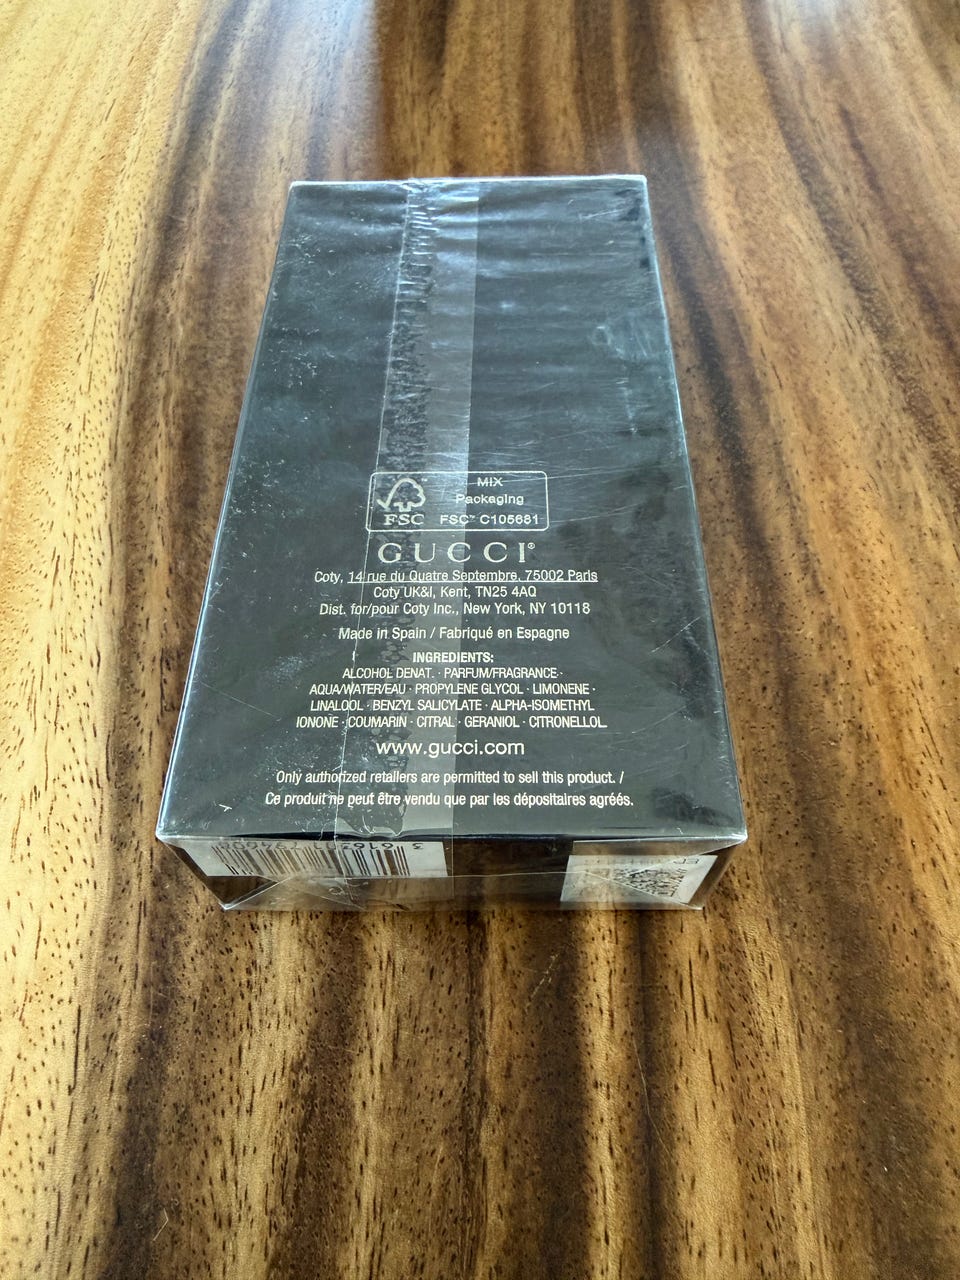 MIX
Packaging
FSC
FSC™ C105681
GUCCI®
Coty, 14 rue du Quatre Septembre, 75002 Paris
Coty UK&I, Kent, TN25 4AQ
Dist. for/pour Coty Inc., New York, NY 10118
Made in Spain / Fabriqué en Espagne
INGREDIENTS:
ALCOHOL DENAT. · PARFUM/FRAGRANCE ·
AQUA/WATER/EAU · PROPYLENE GLYCOL · LIMONENE ·
LINALOOL · BENZYL SALICYLATE · ALPHA-ISOMETHYL
IONONE · COUMARIN · CITRAL · GERANIOL · CITRONELLOL.
www.gucci.com
Only authorized retailers are permitted to sell this product. /
Ce produit ne peut être vendu que par les dépositaires agréés.